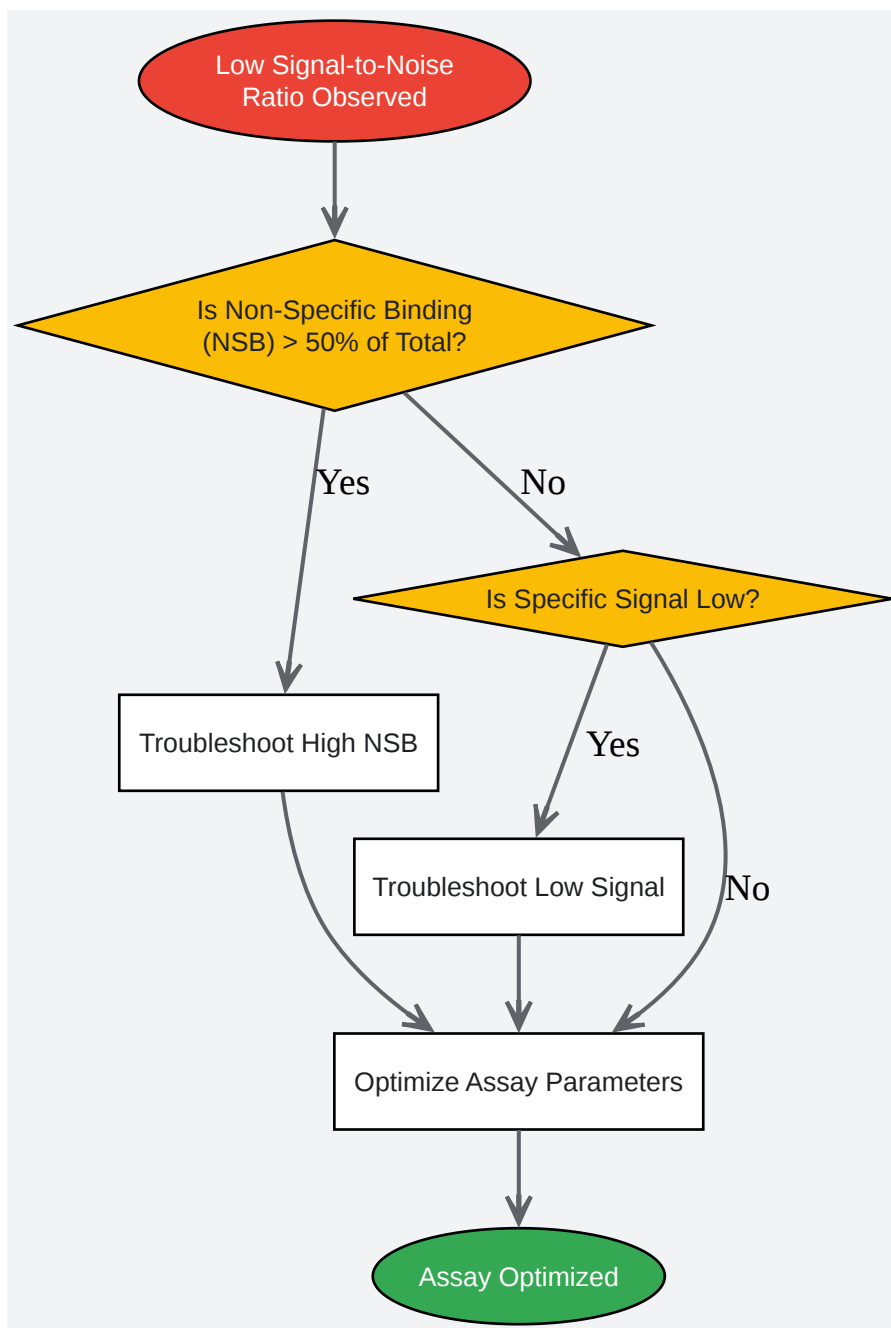 Low Signal-to-Noise
Ratio Observed
Is Non-Specific Binding
(NSB) > 50% of Total?
Yes
No
Is Specific Signal Low?
Troubleshoot High NSB
Yes
Troubleshoot Low Signal
No
Optimize Assay Parameters
Assay Optimized